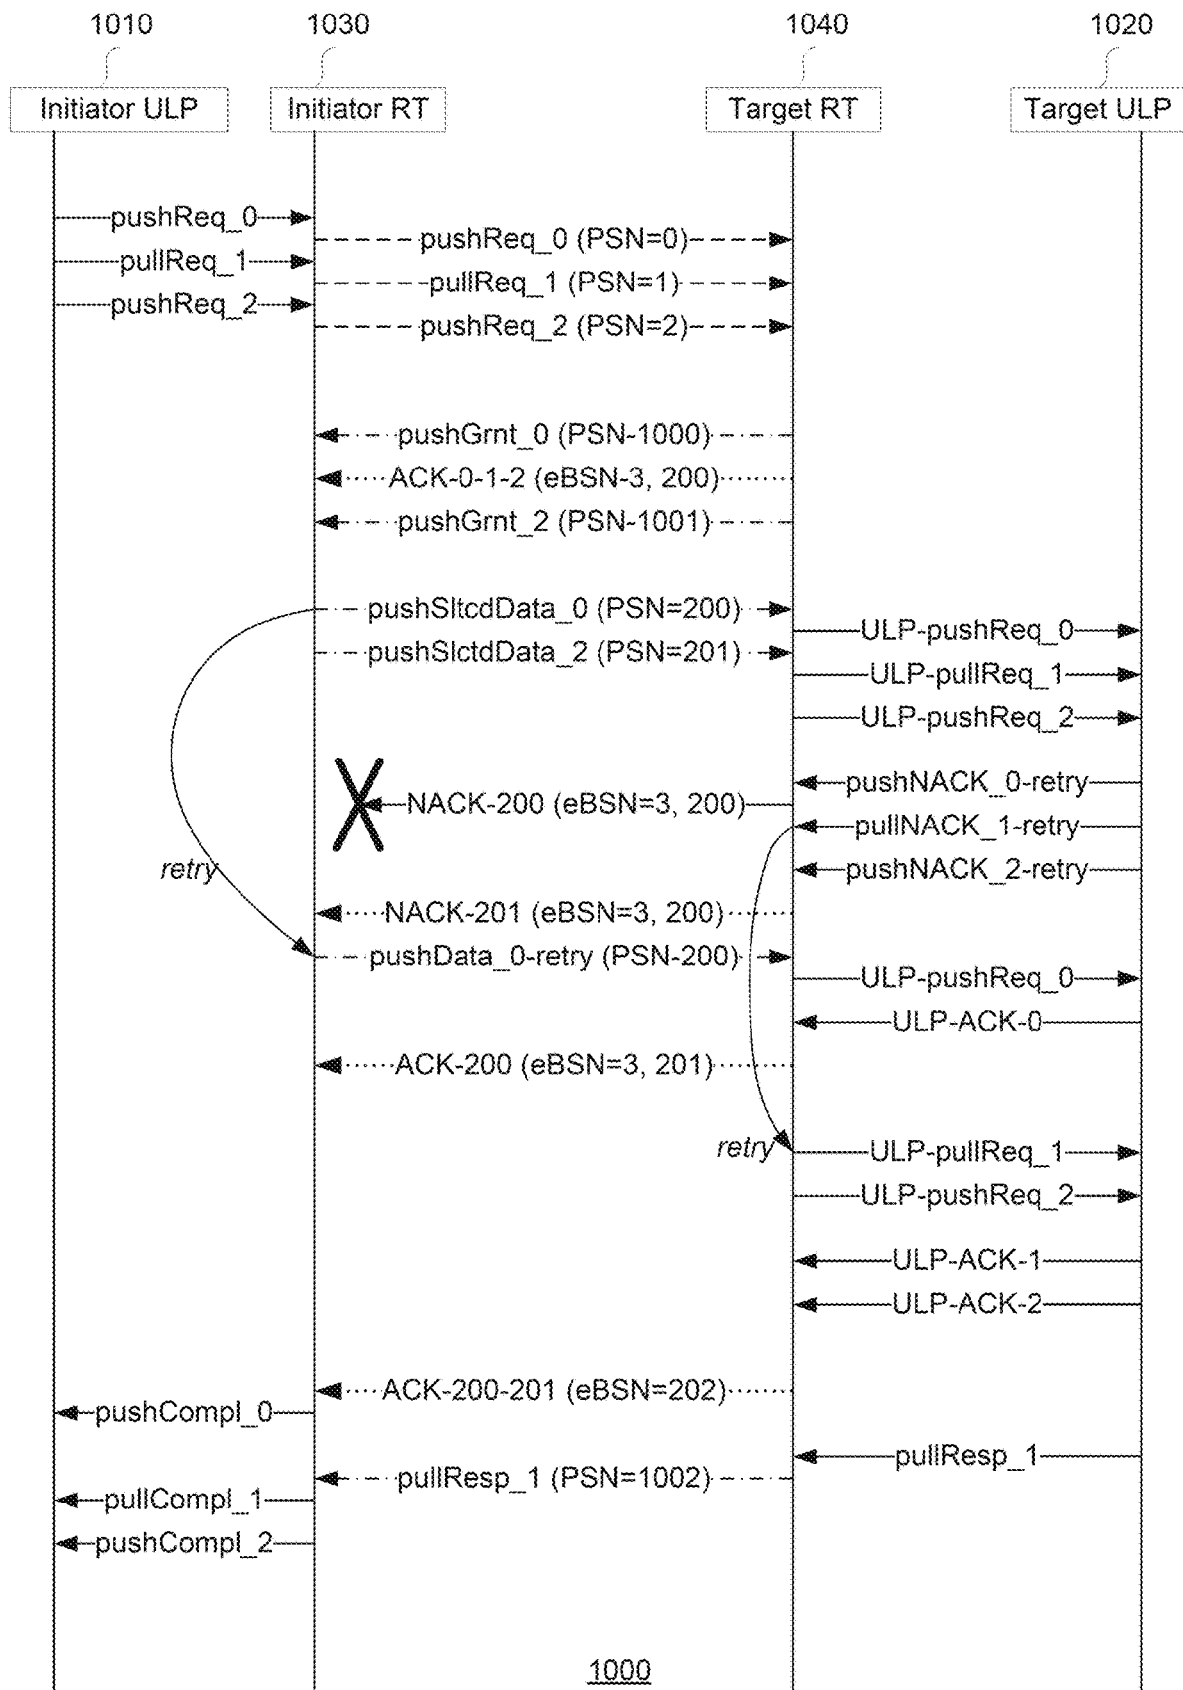 1010 1030 1040 1020
Initiator ULP Initiator RT Target RT Target ULP
pushReq_0
pushReq_0 (PSN=0)
pullReq_1
pullReq_1 (PSN=1)
pushReq_2
pushReq_2 (PSN=2)
pushGrnt_0 (PSN-1000)
ACK-0-1-2 (eBSN-3, 200)
pushGrnt_2 (PSN-1001)
pushSltcdData_0 (PSN=200)
ULP-pushReq_0
pushSlctdData_2 (PSN=201)
ULP-pullReq_1
ULP-pushReq_2
pushNACK_0-retry
NACK-200 (eBSN=3, 200)
pullNACK_1-retry
retry
pushNACK_2-retry
NACK-201 (eBSN=3, 200)
pushData_0-retry (PSN-200)
ULP-pushReq_0
ULP-ACK-0
ACK-200 (eBSN=3, 201)
retry
ULP-pullReq_1
ULP-pushReq_2
ULP-ACK-1
ULP-ACK-2
ACK-200-201 (eBSN=202)
pushCompl_0
pullResp_1
pullResp_1 (PSN=1002)
pullCompl_1
pushCompl_2
1000